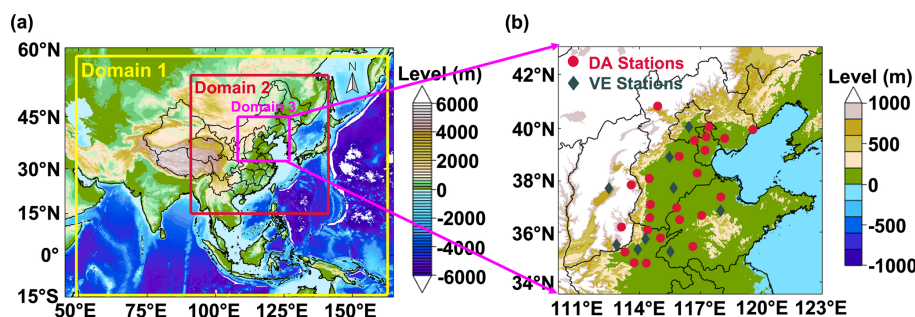 (a)
60°N
45°N
30°N
15°N
0°
15°S
50°E
75°E
100°E
125°E
150°E
Domain 1
Domain 2
Domain 3
N
Level (m)
6000
4000
2000
0
-2000
-4000
-6000
(b)
42°N
40°N
38°N
36°N
34°N
111°E
114°E
117°E
120°E
123°E
DA Stations
VE Stations
Level (m)
1000
500
0
-500
-1000